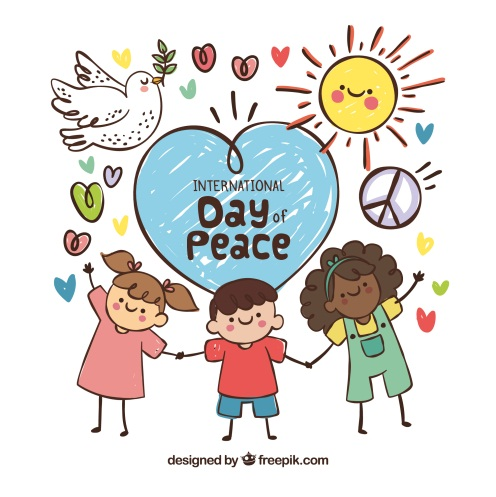 INTERNATIONAL
Day of
Peace
designed by freepik.com